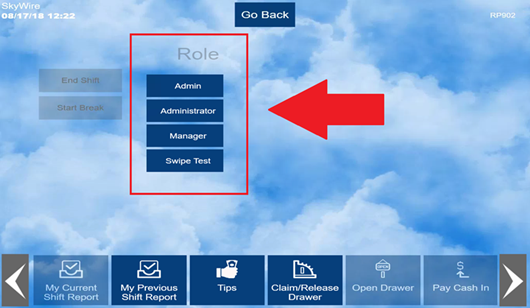 SkyWire
08/17/18 12:22
Go Back
RP902
Role
End Shift
Start Break
Admin
Administrator
Manager
Swipe Test
My Current
Shift Report
My Previous
Shift Report
Tips
Claim/Release
Drawer
OPEN
Open Drawer
$
Pay Cash In